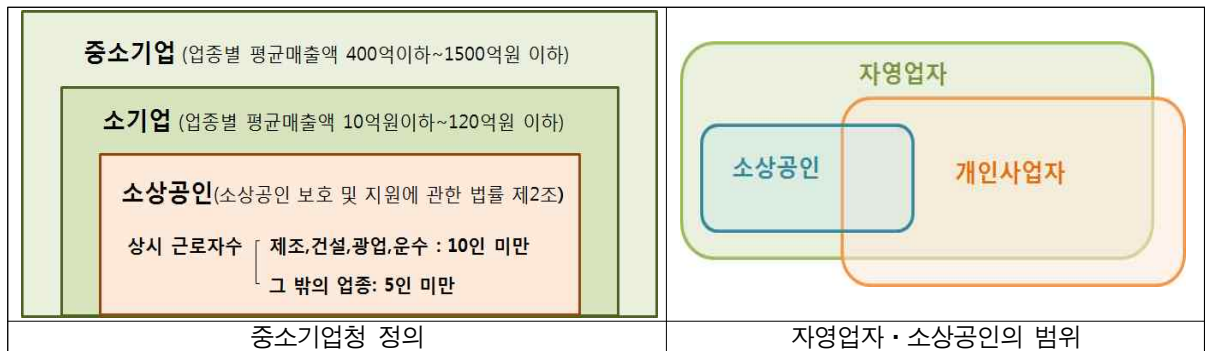 중소기업 (업종별 평균매출액 400억이하~1500억원 이하)
소기업 (업종별 평균매출액 10억원이하~120억원 이하)
소상공인(소상공인 보호 및 지원에 관한 법률 제2조)
상시 근로자수 제조,건설,광업,운수 : 10인 미만
그 밖의 업종: 5인 미만
중소기업청 정의
자영업자
소상공인
개인사업자
자영업자・소상공인의 범위